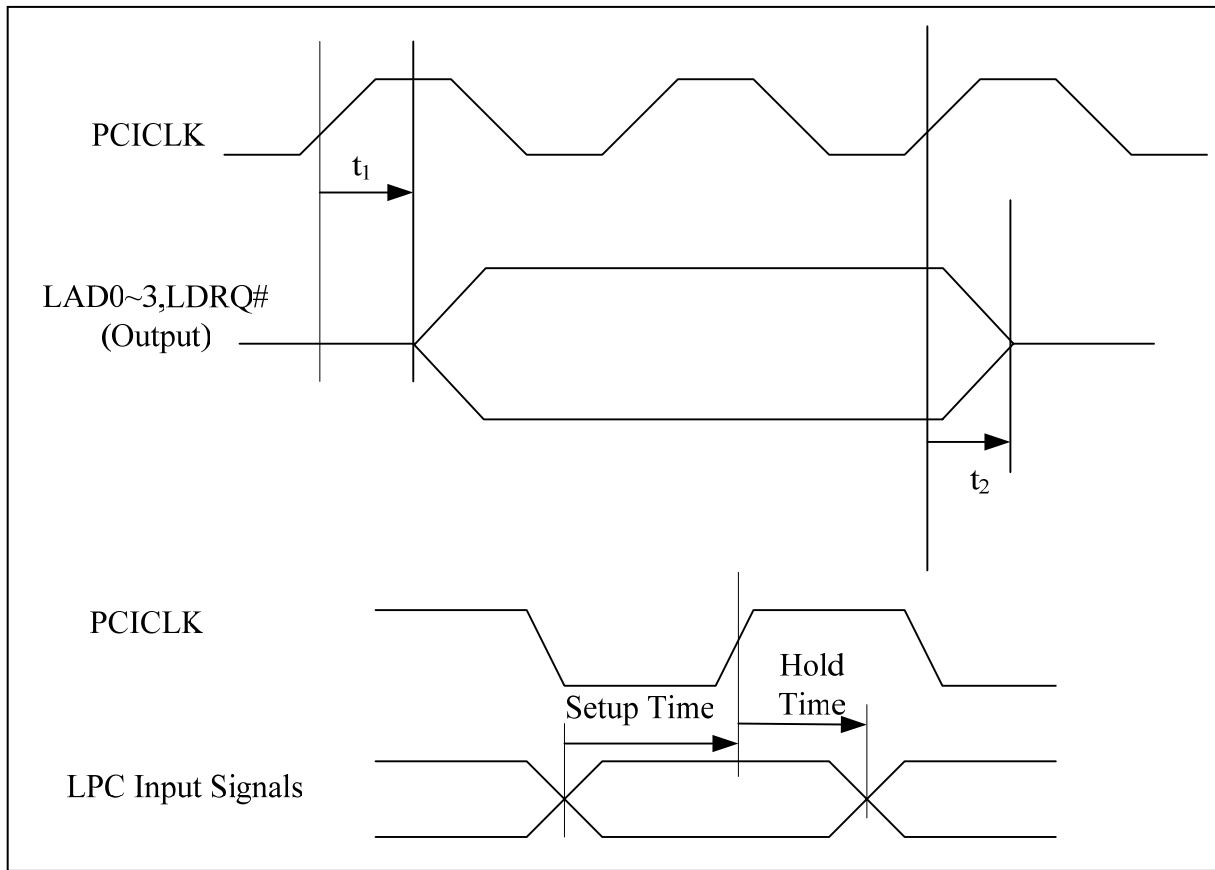 PCICLK
t₁
LAD0~3,LDRQ#
(Output)
t₂
PCICLK
Hold
Time
Setup Time
LPC Input Signals